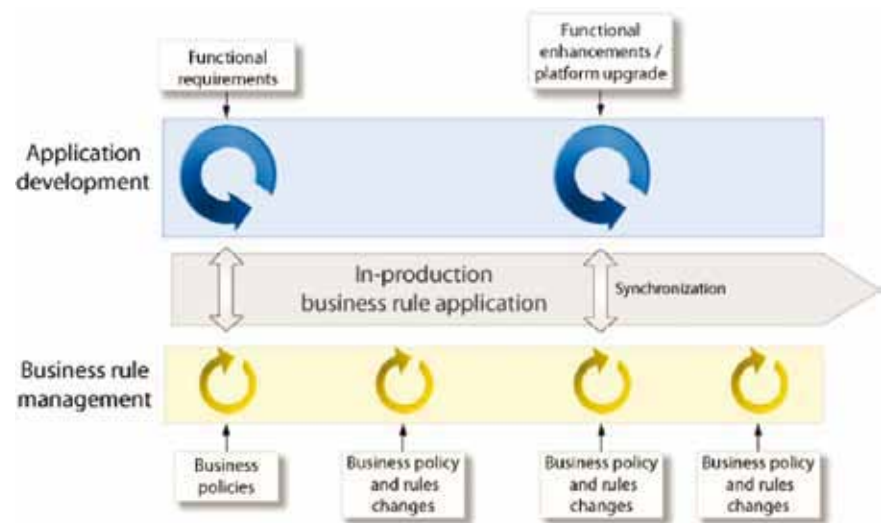 Functional
requirements
Functional
enhancements /
platform upgrade
Application
development
In-production
business rule application
Synchronization
Business rule
management
Business
policies
Business policy
and rules
changes
Business policy
and rules
changes
Business policy
and rules
changes